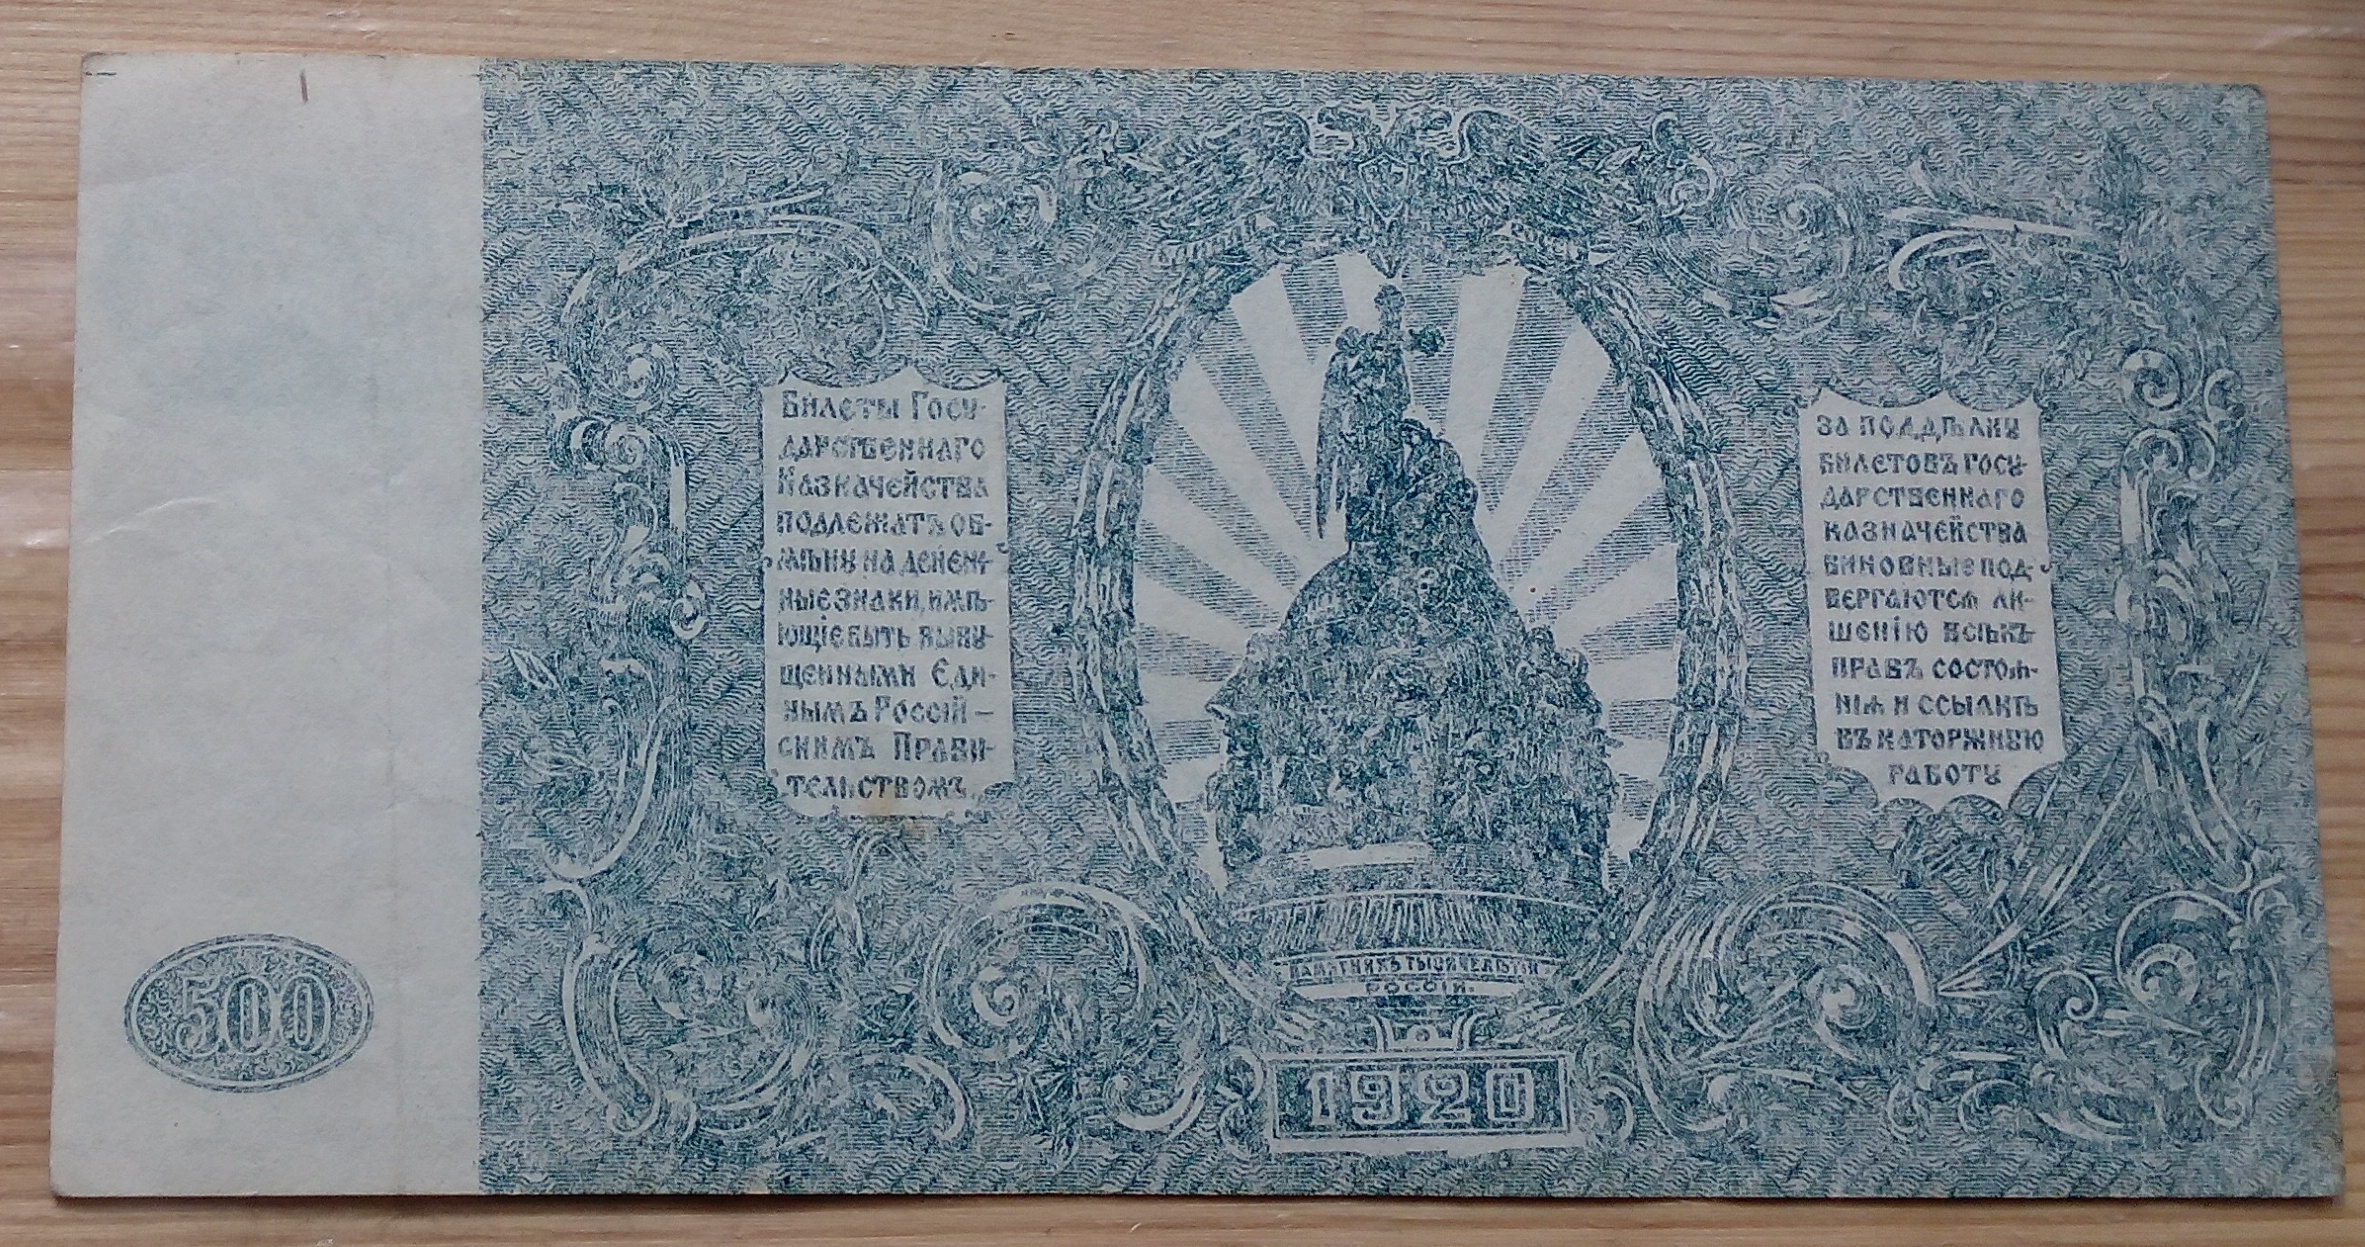 РОССІЯ
Билеты Госу-
дарственнаго
Казначейства
подлежатъ об-
мѣну на денеж-
ные знаки, имѣ-
ющіе быть выпу-
щенными Еди-
нымъ Россій-
скимъ Прави-
тельствомъ.
За поддѣлку
билетовъ Госу-
дарственнаго
Казначейства
виновные под-
вергаются ли-
шенію всѣхъ
правъ состоя-
нія и ссылкѣ
въ каторжную
работу
ПАМЯТНИКЪ ТЫСЯЧЕЛѢТІЯ
РОССІИ.
500
1920